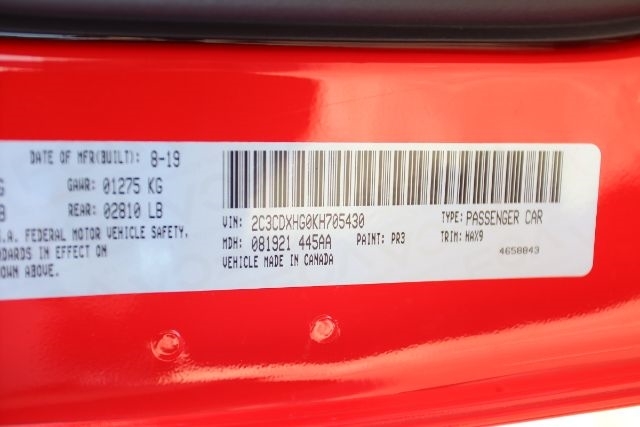 DATE OF MFR(BUILT): 8-19
G GAWR: 01275 KG
B REAR: 02810 LB
.A. FEDERAL MOTOR VEHICLE SAFETY.
DARDS IN EFFECT ON
OWN ABOVE.
VIN: 2C3CDXHG0KH705430 TYPE: PASSENGER CAR
MDH: 081921 445AA PAINT: PR3 TRIM: HAX9
VEHICLE MADE IN CANADA 4658843